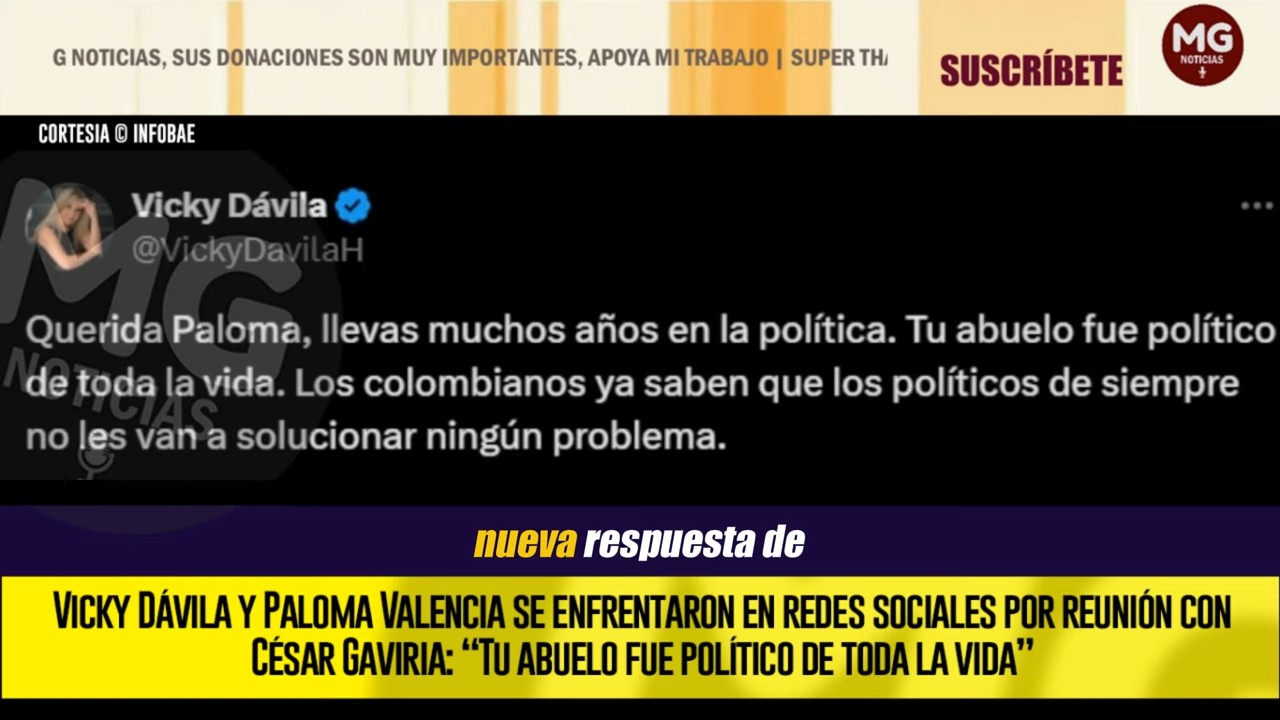 G NOTICIAS, SUS DONACIONES SON MUY IMPORTANTES, APOYA MI TRABAJO | SUPER THA
SUSCRÍBETE
MG
NOTICIAS
CORTESIA © INFOBAE
Vicky Dávila
@VickyDavilaH
Querida Paloma, llevas muchos años en la política. Tu abuelo fue político
de toda la vida. Los colombianos ya saben que los políticos de siempre
no les van a solucionar ningún problema.
MG
NOTICIAS
nueva respuesta de
VICKY DÁVILA Y PALOMA VALENCIA SE ENFRENTARON EN REDES SOCIALES POR REUNIÓN CON
CÉSAR GAVIRIA: “TU ABUELO FUE POLÍTICO DE TODA LA VIDA”